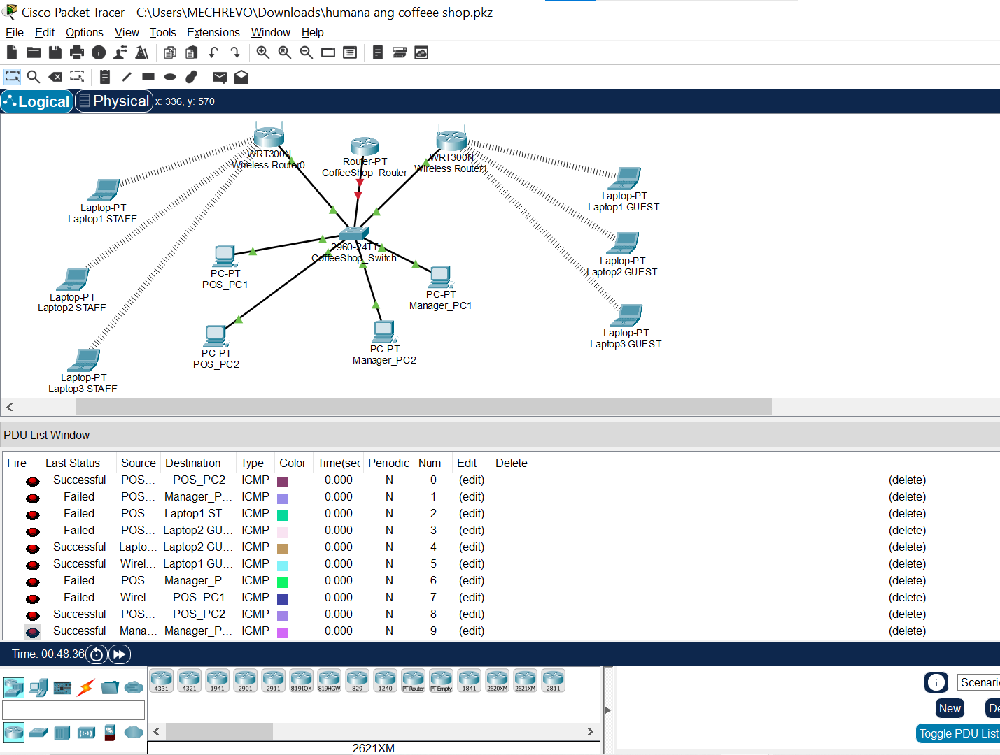 Cisco Packet Tracer - C:\Users\MECHREVO\Downloads\humana ang coffeee shop.pkz
File Edit Options View Tools Extensions Window Help
Logical Physical x: 336, y: 570
WRT300N
Wireless Router0
Router-PT
CoffeeShop_Router
WRT300N
Wireless Router1
Laptop-PT
Laptop1 STAFF
Laptop-PT
Laptop1 GUEST
2960-24TT
CoffeeShop_Switch
Laptop-PT
Laptop2 GUEST
PC-PT
POS_PC1
PC-PT
Manager_PC1
Laptop-PT
Laptop2 STAFF
Laptop-PT
Laptop3 GUEST
PC-PT
POS_PC2
PC-PT
Manager_PC2
Laptop-PT
Laptop3 STAFF
PDU List Window
Fire Last Status Source Destination Type Color Time(sec Periodic Num Edit Delete
Successful POS... POS_PC2 ICMP 0.000 N 0 (edit) (delete)
Failed POS... Manager_P... ICMP 0.000 N 1 (edit) (delete)
Failed POS... Laptop1 ST... ICMP 0.000 N 2 (edit) (delete)
Failed POS... Laptop2 GU... ICMP 0.000 N 3 (edit) (delete)
Successful Lapto... Laptop2 GU... ICMP 0.000 N 4 (edit) (delete)
Successful Wirel... Laptop1 GU... ICMP 0.000 N 5 (edit) (delete)
Failed POS... Manager_P... ICMP 0.000 N 6 (edit) (delete)
Failed Wirel... POS_PC1 ICMP 0.000 N 7 (edit) (delete)
Successful POS... POS_PC2 ICMP 0.000 N 8 (edit) (delete)
Successful Mana... Manager_P... ICMP 0.000 N 9 (edit) (delete)
Time: 00:48:36
4331 4321 1941 2901 2911 819IOX 819HGW 829 1240 PT-Router PT-Empty 1841 2620XM 2621XM 2811
Scenari
New De
Toggle PDU List
2621XM